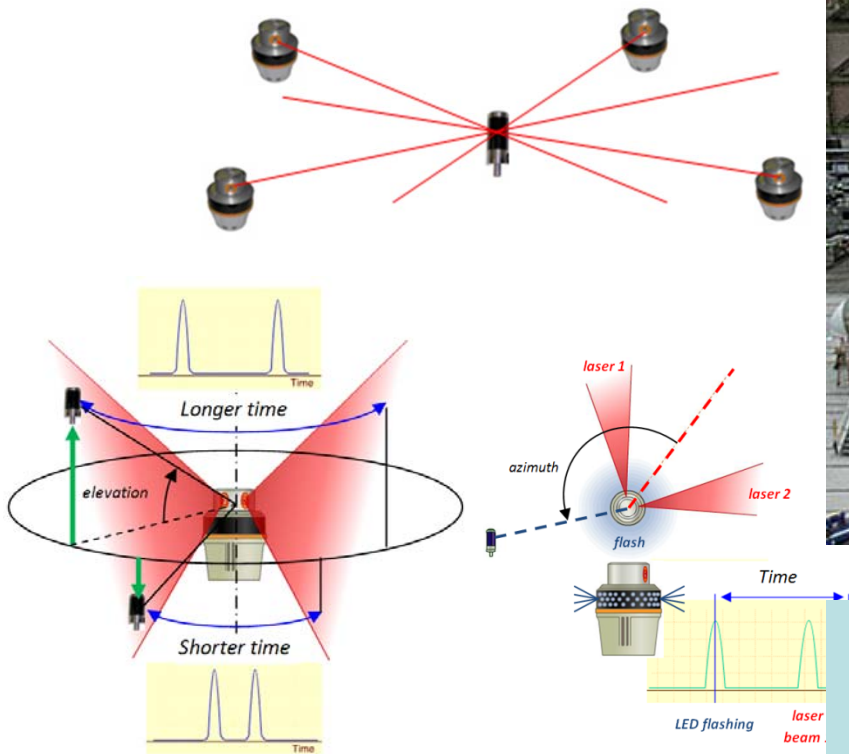 Time
Longer time
elevation
Shorter time
Time
laser 1
azimuth
laser 2
flash
Time
LED flashing
laser
beam